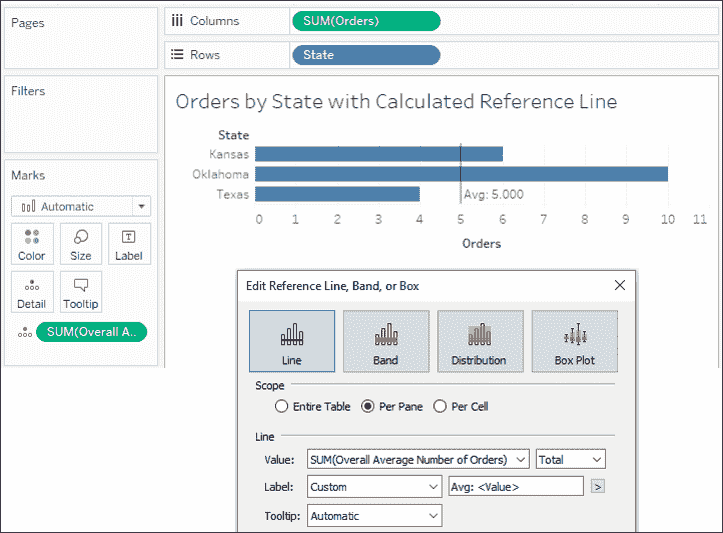 Pages
Columns
SUM(Orders)
Rows
State
Filters
Orders by State with Calculated Reference Line
State
Kansas
Oklahoma
Texas
Avg: 5.000
0 1 2 3 4 5 6 7 8 9 10 11
Orders
Marks
Automatic
Color Size Label
Detail Tooltip
SUM(Overall A..
Edit Reference Line, Band, or Box
Line Band Distribution Box Plot
Scope
Entire Table Per Pane Per Cell
Line
Value: SUM(Overall Average Number of Orders) Total
Label: Custom Avg: <Value> >
Tooltip: Automatic